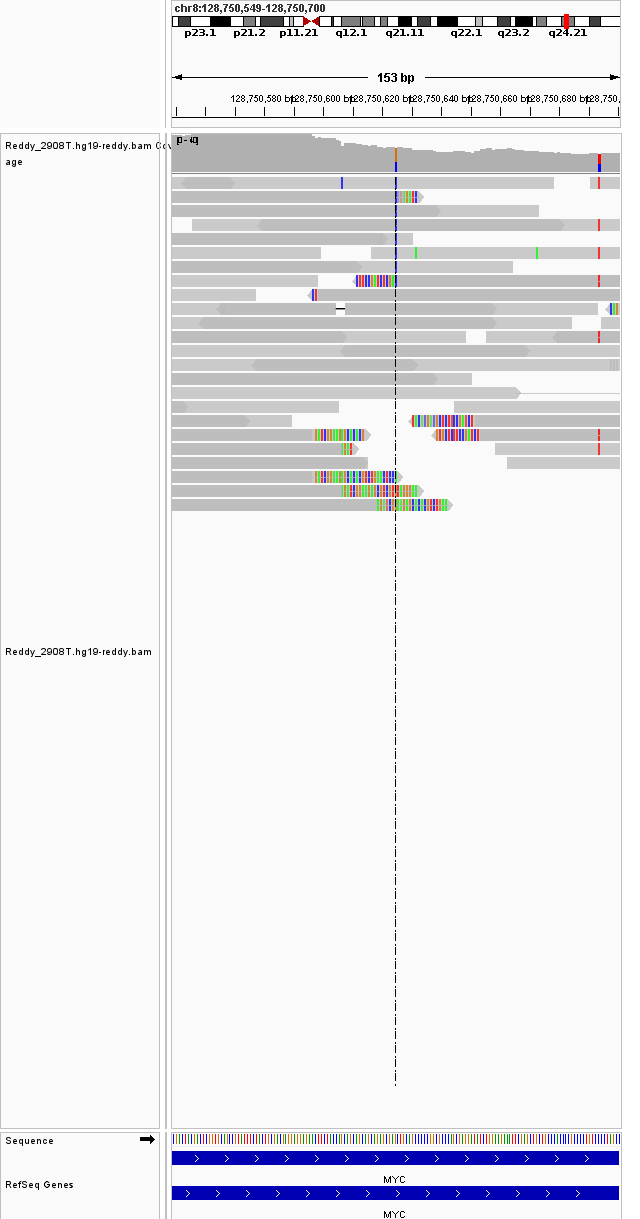 chr8:128,750,549-128,750,700
p23.1 p21.2 p11.21 q12.1 q21.11 q22.1 q23.2 q24.21
153 bp
128,750,580 bp 128,750,600 bp 128,750,620 bp 128,750,640 bp 128,750,660 bp 128,750,680 bp 128,750,
Reddy_2908T.hg19-reddy.bam Cov
age
Reddy_2908T.hg19-reddy.bam
Sequence
MYC
RefSeq Genes
MYC